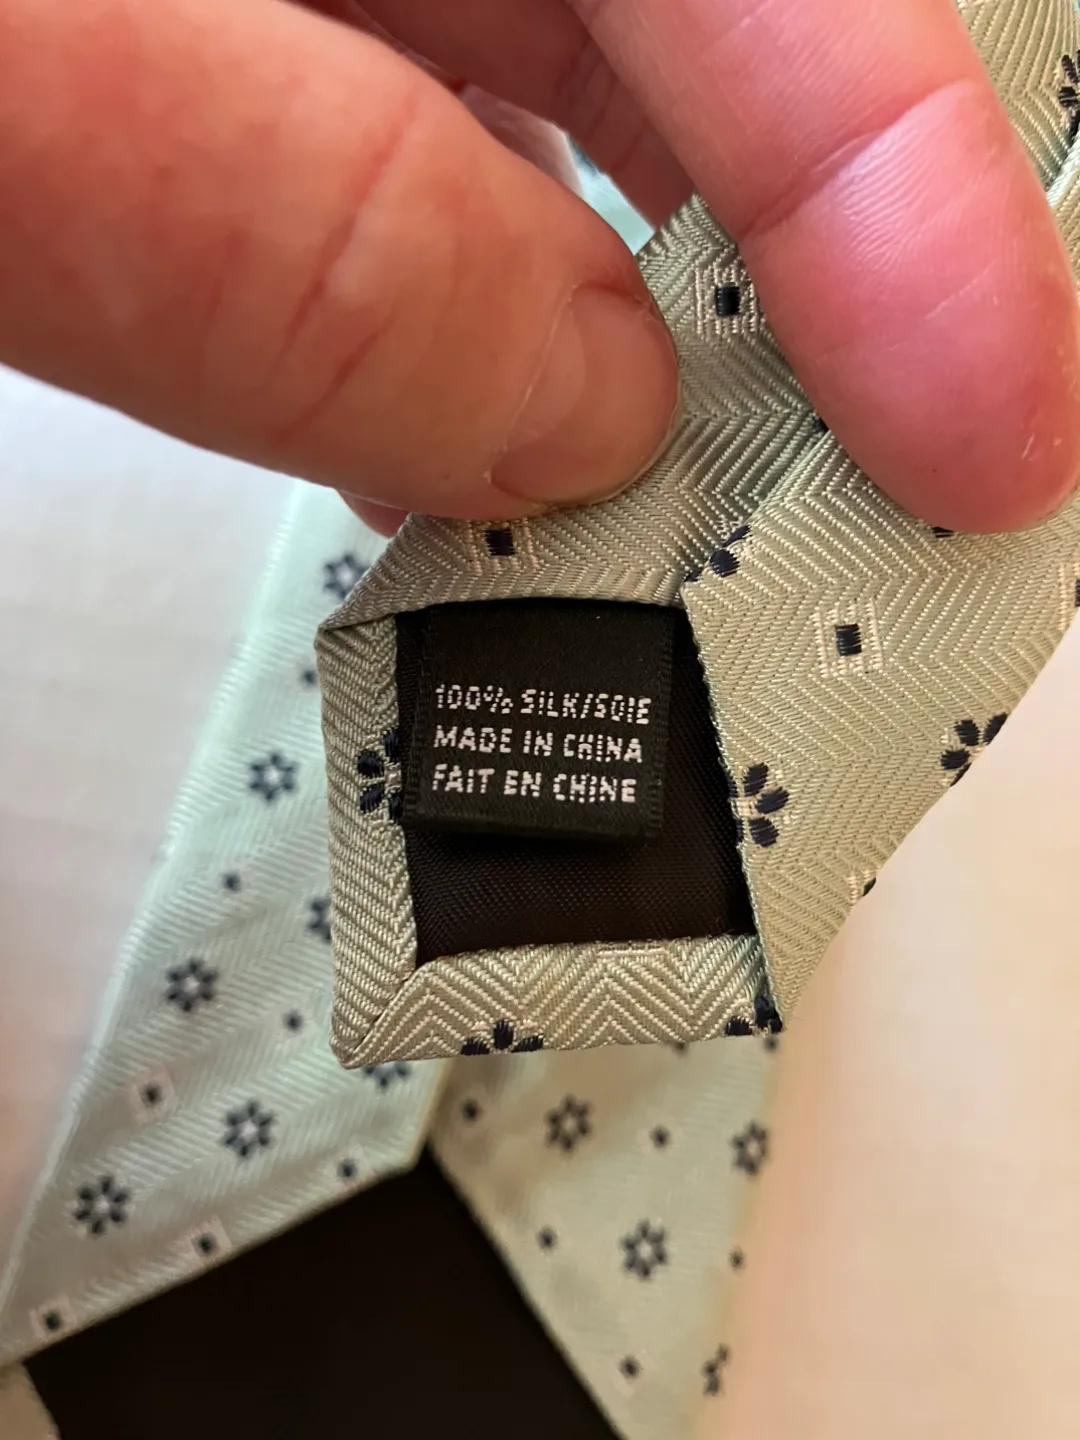 100% SILK/SOIE
MADE IN CHINA
FAIT EN CHINE